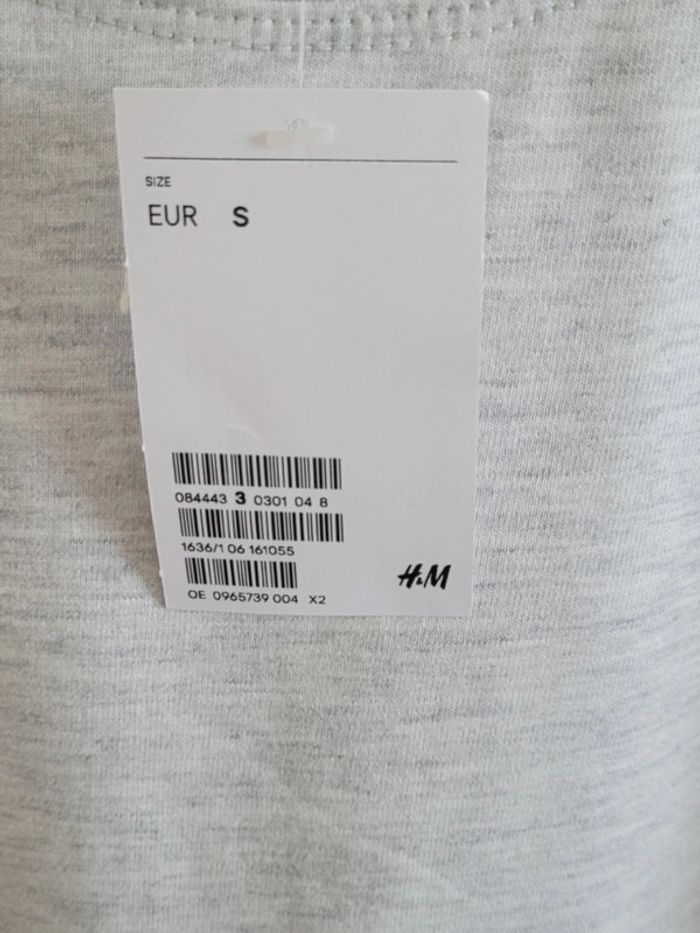 SIZE
EUR S
084443 3 0301 04 8
1636/1 06 161055
OE 0965739 004 X2
H&M